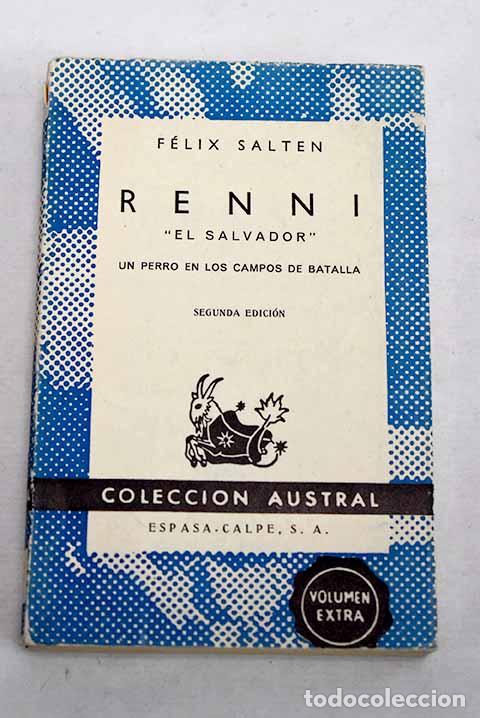 FÉLIX SALTEN
RENNI
"EL SALVADOR"
UN PERRO EN LOS CAMPOS DE BATALLA
SEGUNDA EDICIÓN
COLECCION AUSTRAL
ESPASA-CALPE, S. A.
VOLUMEN
EXTRA
todocoleccion